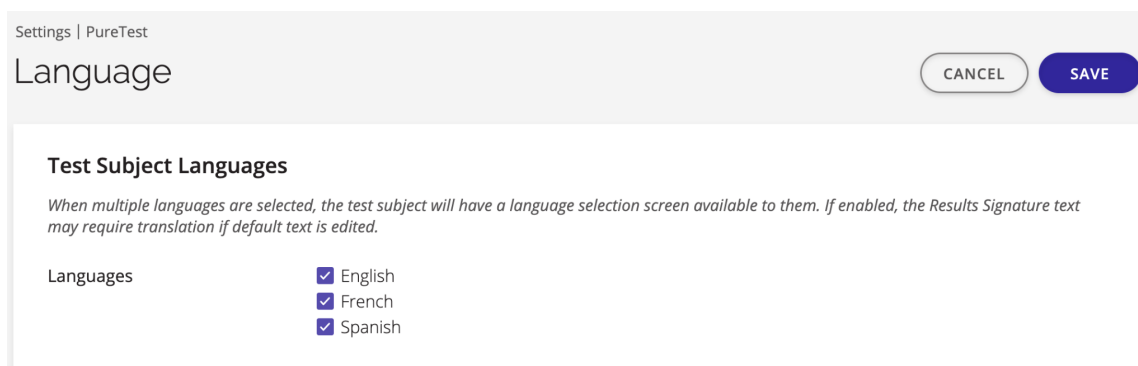 Settings | PureTest
Language
CANCEL
SAVE
Test Subject Languages
When multiple languages are selected, the test subject will have a language selection screen available to them. If enabled, the Results Signature text
may require translation if default text is edited.
Languages
English
French
Spanish